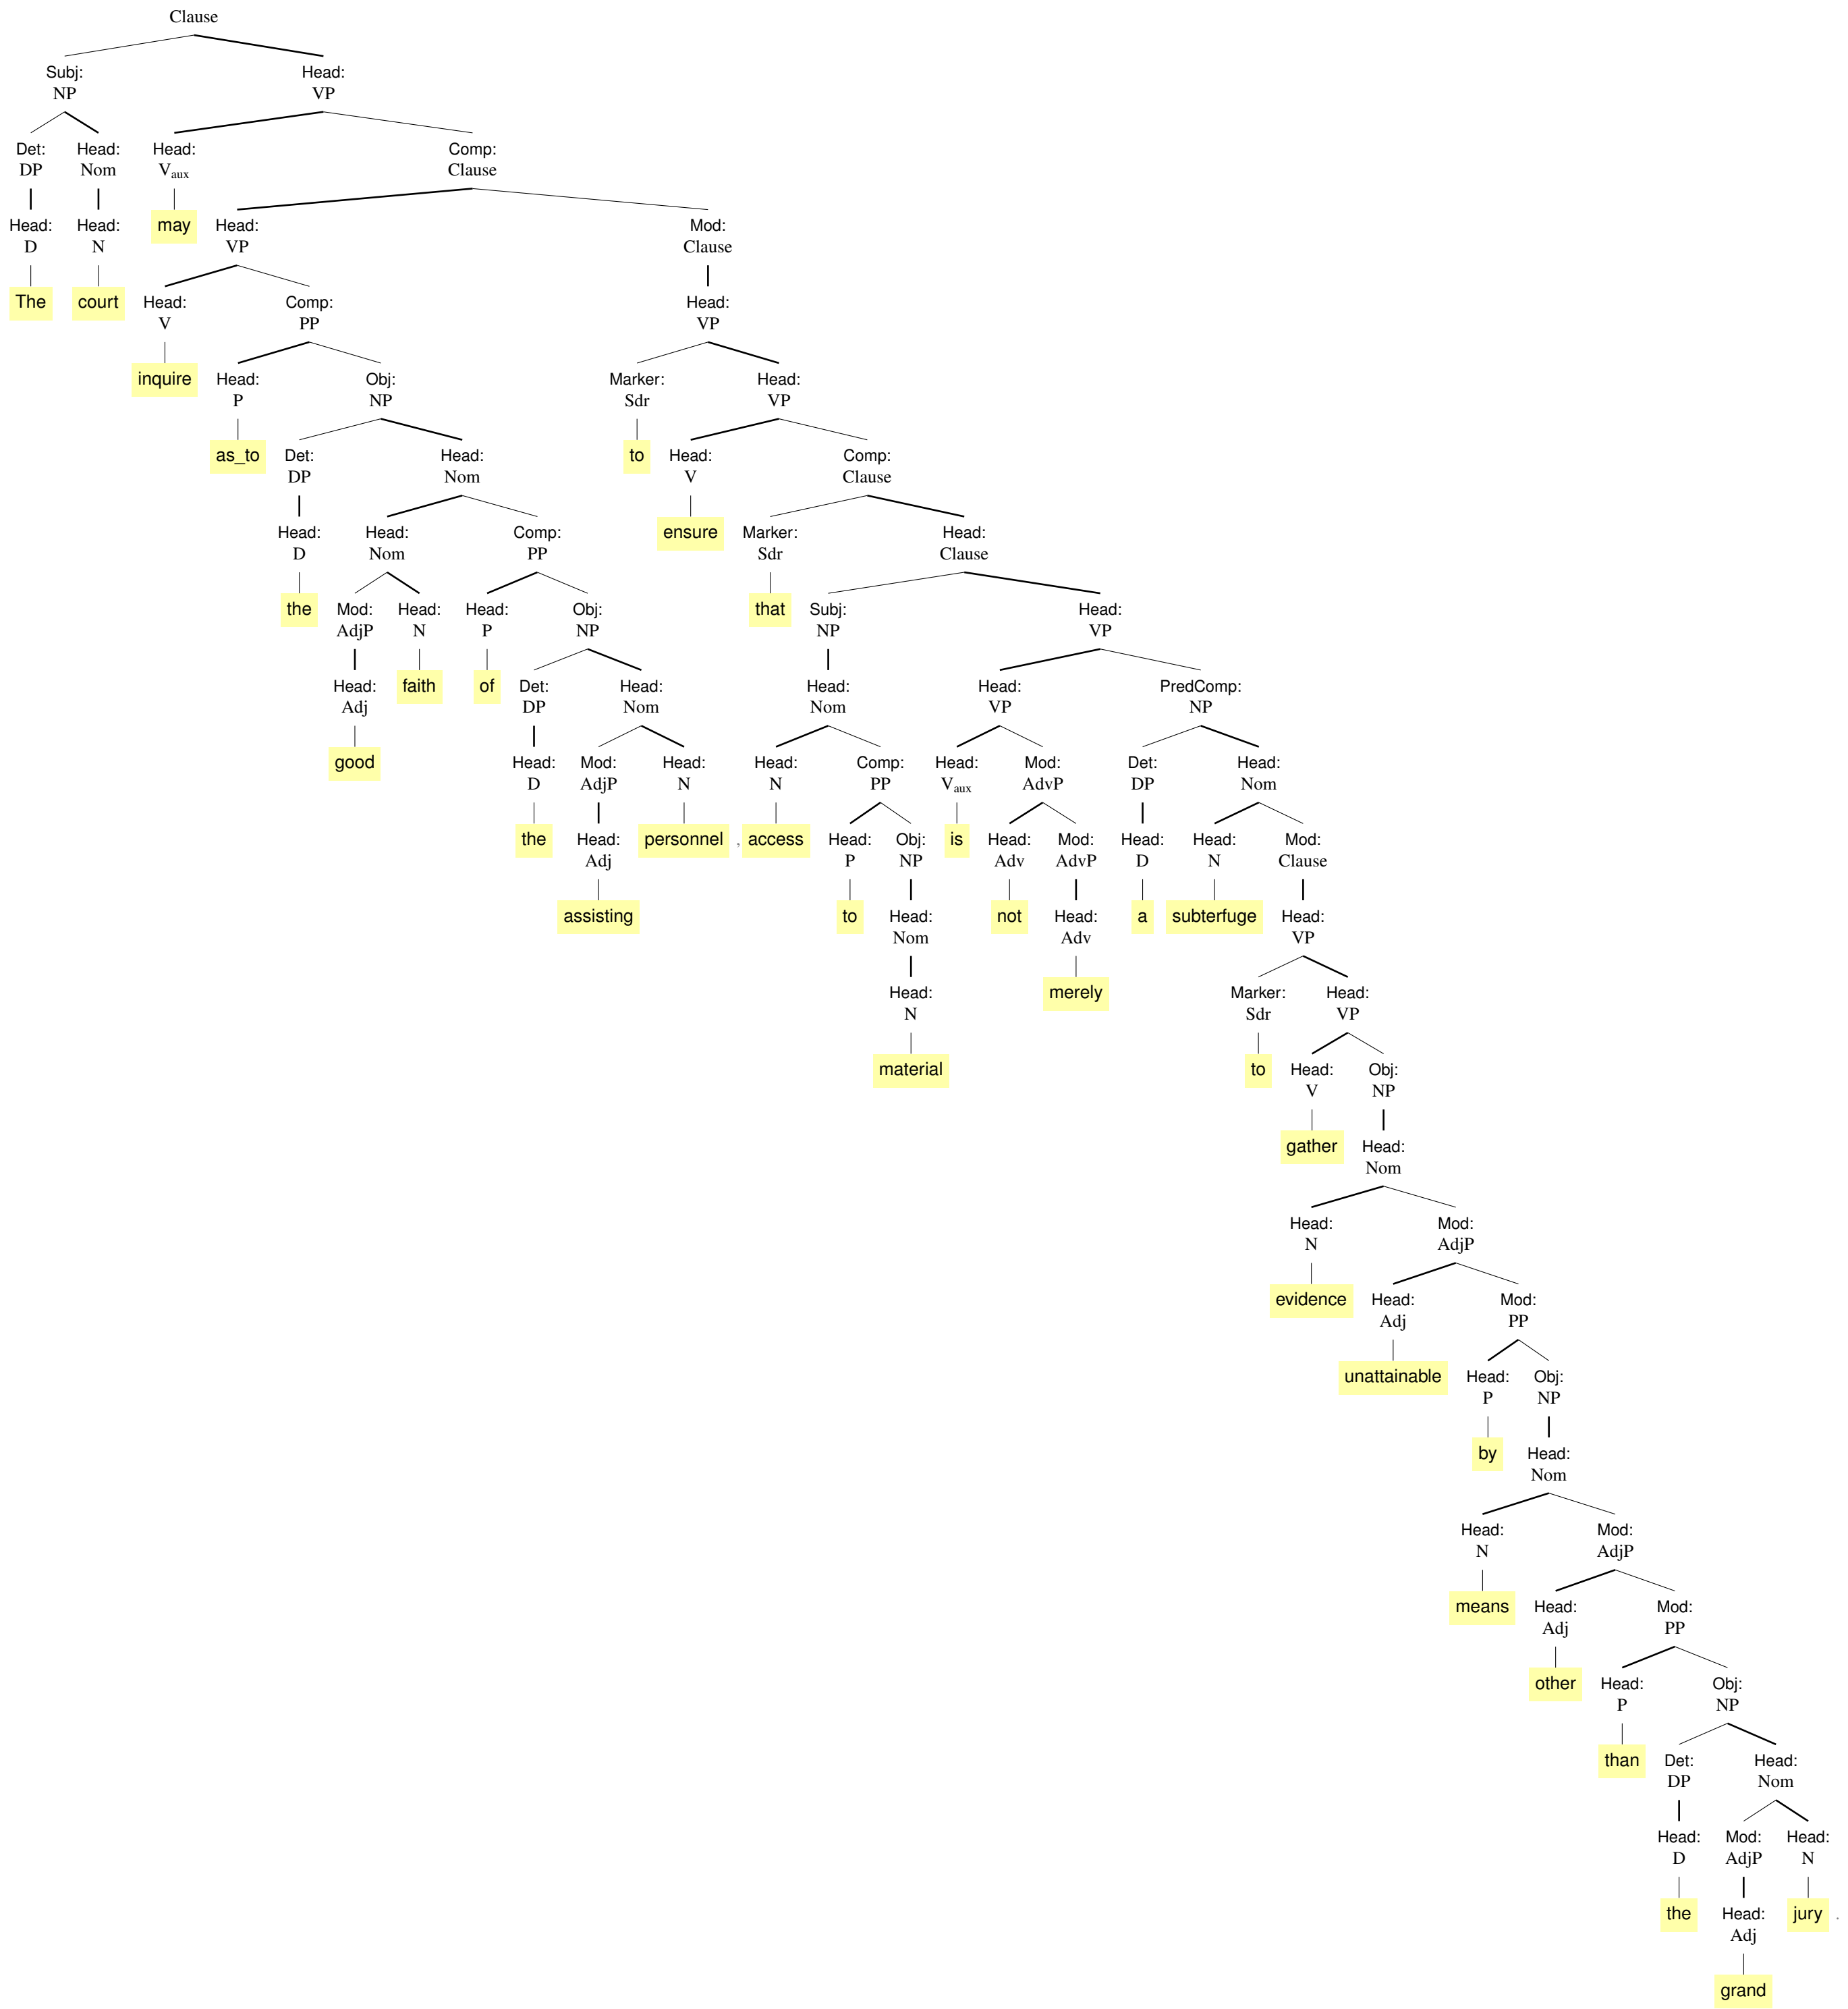 Clause
Subj: Head:
NP VP
Det: Head: Head: Comp:
DP Nom Vaux Clause
Head: Head: may Head: Mod:
D N VP Clause
The court Head: Comp: Head:
V PP VP
inquire Head: Obj: Marker: Head:
P NP Sdr VP
as_to Det: Head: to Head: Comp:
DP Nom V Clause
Head: Head: Comp: ensure Marker: Head:
D Nom PP Sdr Clause
the Mod: Head: Head: Obj: that Subj: Head:
AdjP N P NP NP VP
Head: faith of Det: Head: Head: Head: PredComp:
Adj DP Nom Nom VP NP
good Head: Mod: Head: Head: Comp: Head: Mod: Det: Head:
D AdjP N N PP Vaux AdvP DP Nom
the Head: personnel , access Head: Obj: is Head: Mod: Head: Head: Mod:
Adj P NP Adv AdvP D N Clause
assisting to Head: not Head: a subterfuge Head:
Nom Adv VP
Head: merely Marker: Head:
N Sdr VP
material to Head: Obj:
V NP
gather Head:
Nom
Head: Mod:
N AdjP
evidence Head: Mod:
Adj PP
unattainable Head: Obj:
P NP
by Head:
Nom
Head: Mod:
N AdjP
means Head: Mod:
Adj PP
other Head: Obj:
P NP
than Det: Head:
DP Nom
Head: Mod: Head:
D AdjP N
the Head: jury .
Adj
grand